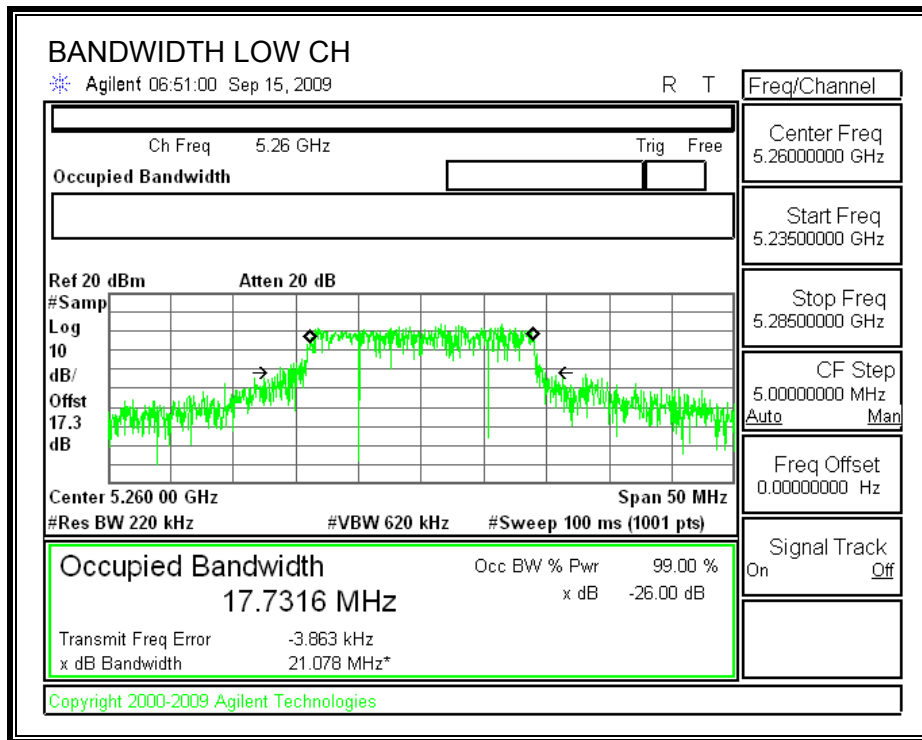 BANDWIDTH LOW CH
Agilent 06:51:00 Sep 15, 2009 R T
Freq/Channel
Ch Freq 5.26 GHz Trig Free
Occupied Bandwidth
Center Freq
5.26000000 GHz
Start Freq
5.23500000 GHz
Stop Freq
5.28500000 GHz
CF Step
5.00000000 MHz
Auto Man
Freq Offset
0.00000000 Hz
Signal Track
On Off
Ref 20 dBm Atten 20 dB
#Samp
Log
10
dB/
Offst
17.3
dB
Center 5.260 00 GHz Span 50 MHz
#Res BW 220 kHz #VBW 620 kHz #Sweep 100 ms (1001 pts)
Occupied Bandwidth Occ BW % Pwr 99.00 %
17.7316 MHz x dB -26.00 dB
Transmit Freq Error -3.863 kHz
x dB Bandwidth 21.078 MHz*
Copyright 2000-2009 Agilent Technologies